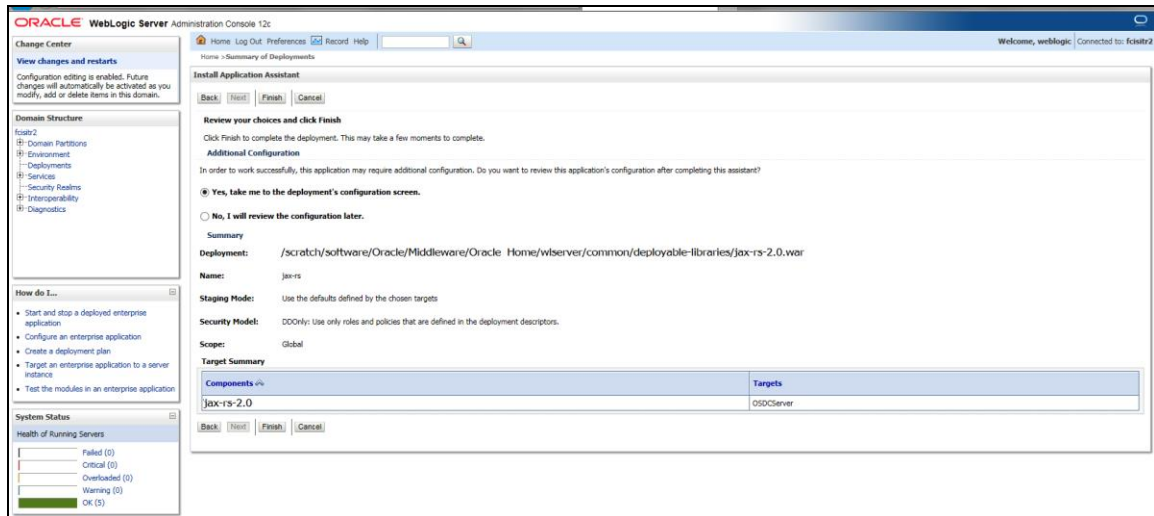 ORACLE WebLogic Server Administration Console 12c
Change Center
View changes and restarts
Configuration editing is enabled. Future
changes will automatically be activated as you
modify, add or delete items in this domain.
Domain Structure
fcisitr2
Domain Partitions
Environment
Deployments
Services
Security Realms
Interoperability
Diagnostics
How do I...
Start and stop a deployed enterprise
application
Configure an enterprise application
Create a deployment plan
Target an enterprise application to a server
instance
Test the modules in an enterprise application
System Status
Health of Running Servers
Failed (0)
Critical (0)
Overloaded (0)
Warning (0)
OK (5)
Home Log Out Preferences Record Help
Welcome, weblogic Connected to: fcisitr2
Home >Summary of Deployments
Install Application Assistant
Back Next Finish Cancel
Review your choices and click Finish
Click Finish to complete the deployment. This may take a few moments to complete.
Additional Configuration
In order to work successfully, this application may require additional configuration. Do you want to review this application's configuration after completing this assistant?
Yes, take me to the deployment's configuration screen.
No, I will review the configuration later.
Summary
Deployment: /scratch/software/Oracle/Middleware/Oracle Home/wlserver/common/deployable-libraries/jax-rs-2.0.war
Name: jax-rs
Staging Mode: Use the defaults defined by the chosen targets
Security Model: DDOnly: Use only roles and policies that are defined in the deployment descriptors.
Scope: Global
Target Summary
Components Targets
jax-rs-2.0 OSDCServer
Back Next Finish Cancel